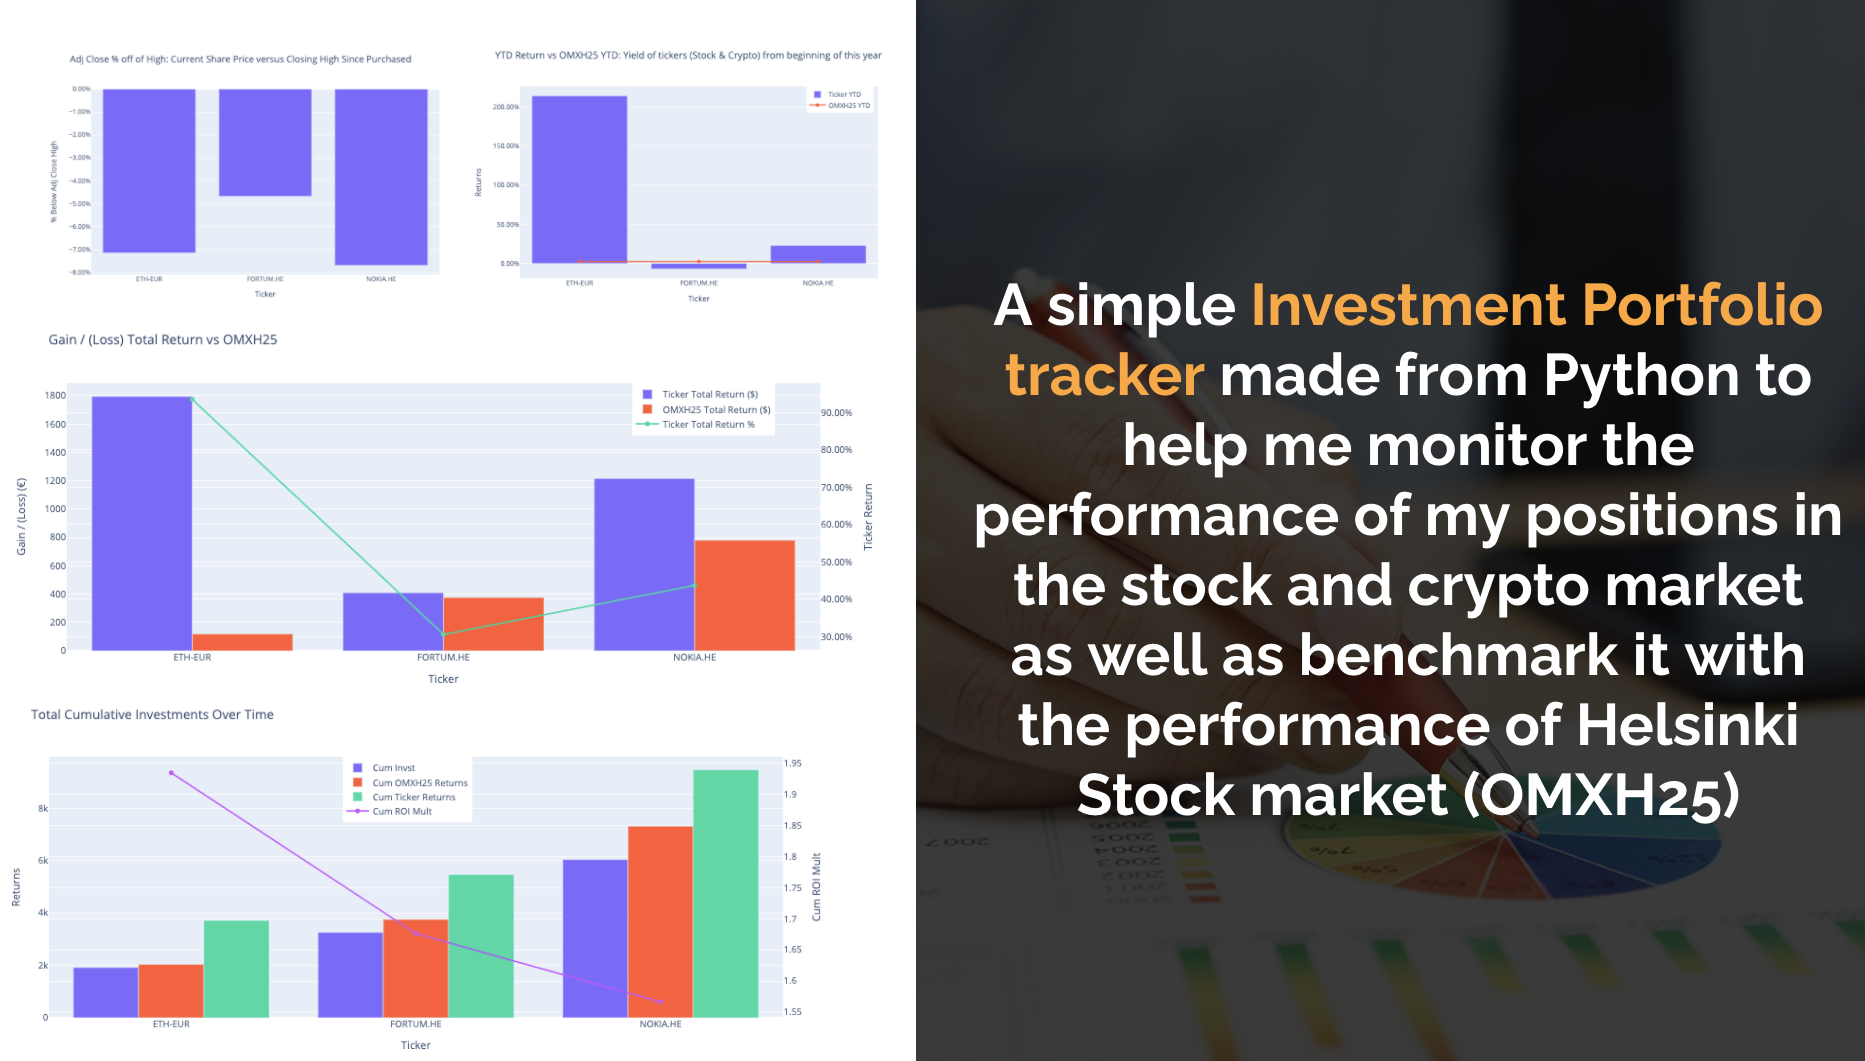 Adj Close % off of High: Current Share Price versus Closing High Since Purchased
% Below Adj Close High
0.00%
−1.00%
−2.00%
−3.00%
−4.00%
−5.00%
−6.00%
−7.00%
−8.00%
ETH-EUR FORTUM.HE NOKIA.HE
Ticker
YTD Return vs OMXH25 YTD: Yield of tickers (Stock & Crypto) from beginning of this year
Ticker YTD
OMXH25 YTD
Returns
200.00%
150.00%
100.00%
50.00%
0.00%
ETH-EUR FORTUM.HE NOKIA.HE
Ticker
Gain / (Loss) Total Return vs OMXH25
Ticker Total Return ($)
OMXH25 Total Return ($)
Ticker Total Return %
Gain / (Loss) (€)
1800
1600
1400
1200
1000
800
600
400
200
0
90.00%
80.00%
70.00%
60.00%
50.00%
40.00%
30.00%
Ticker Return
ETH-EUR FORTUM.HE NOKIA.HE
Ticker
Total Cumulative Investments Over Time
Cum Invst
Cum OMXH25 Returns
Cum Ticker Returns
Cum ROI Mult
Returns
8k
6k
4k
2k
0
1.95
1.9
1.85
1.8
1.75
1.7
1.65
1.6
1.55
Cum ROI Mult
ETH-EUR FORTUM.HE NOKIA.HE
Ticker
A simple Investment Portfolio
tracker made from Python to
help me monitor the
performance of my positions in
the stock and crypto market
as well as benchmark it with
the performance of Helsinki
Stock market (OMXH25)
2007
2006
2005
2004
2003
2002
7%
7%
5%
12%